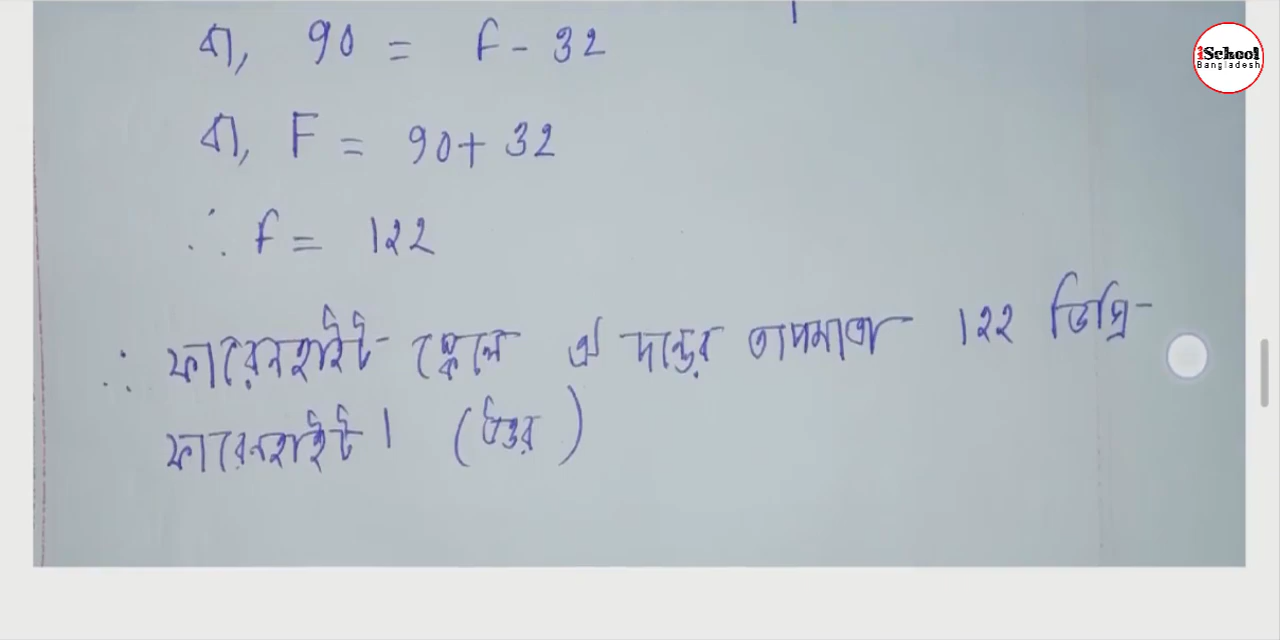 iSchool
Bangladesh
বা, 90 = F - 32
বা, F = 90 + 32
∴ F = 122
∴ ফারেনহাইট স্কেলে ঐ দন্ডের তাপমাত্রা 122 ডিগ্রি
ফারেনহাইট। (উত্তর)